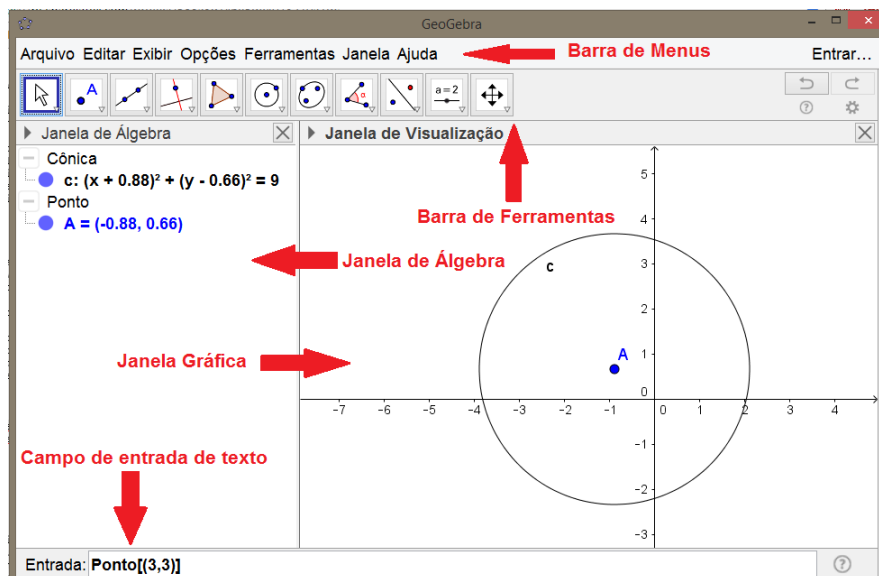 GeoGebra
Arquivo Editar Exibir Opções Ferramentas Janela Ajuda
Barra de Menus
Entrar...
A
α
a=2
Janela de Álgebra
Janela de Visualização
Cônica
c: (x + 0.88)² + (y - 0.66)² = 9
Ponto
A = (-0.88, 0.66)
Barra de Ferramentas
Janela de Álgebra
Janela Gráfica
Campo de entrada de texto
5
4
3
2
1
0
-1
-2
-3
-7 -6 -5 -4 -3 -2 -1 0 1 2 3 4
c
A
Entrada: Ponto[(3,3)]